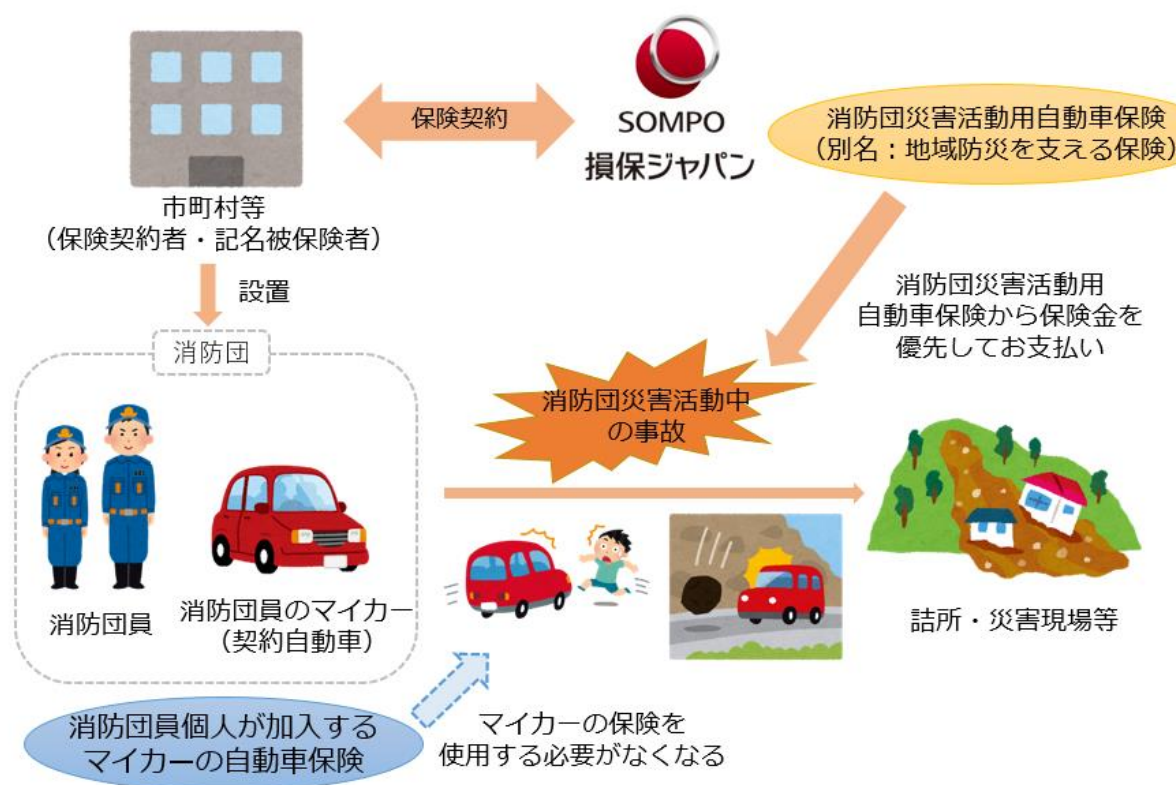 保険契約
SOMPO
損保ジャパン
消防団災害活動用自動車保険
（別名：地域防災を支える保険）
市町村等
（保険契約者・記名被保険者）
設置
消防団災害活動用
自動車保険から保険金を
優先してお支払い
消防団
消防団災害活動中
の事故
消防団員
消防団員のマイカー
（契約自動車）
詰所・災害現場等
消防団員個人が加入する
マイカーの自動車保険
マイカーの保険を
使用する必要がなくなる